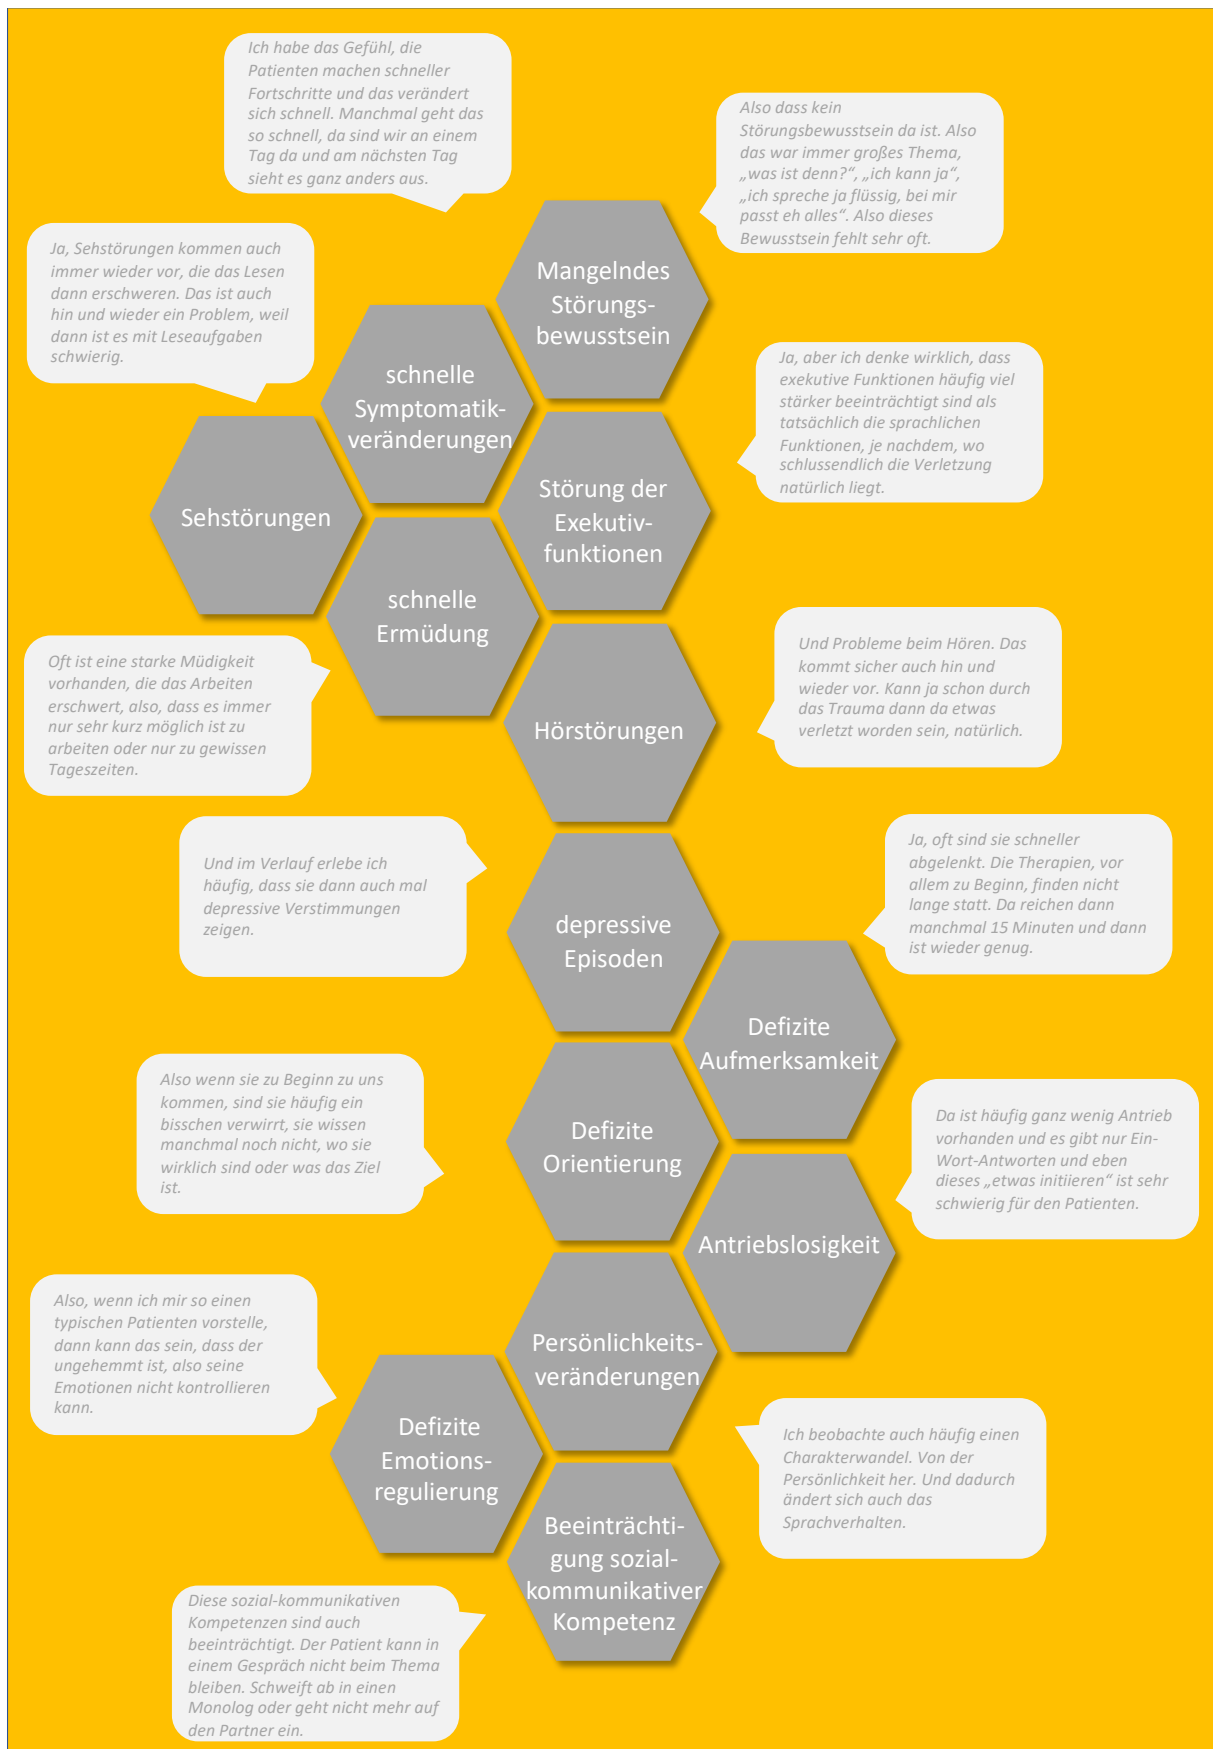 Ich habe das Gefühl, die
Patienten machen schneller
Fortschritte und das verändert
sich schnell. Manchmal geht das
so schnell, da sind wir an einem
Tag da und am nächsten Tag
sieht es ganz anders aus.
Also dass kein
Störungsbewusstsein da ist. Also
das war immer großes Thema,
„was ist denn?“, „ich kann ja“,
„ich spreche ja flüssig, bei mir
passt eh alles“. Also dieses
Bewusstsein fehlt sehr oft.
Ja, Sehstörungen kommen auch
immer wieder vor, die das Lesen
dann erschweren. Das ist auch
hin und wieder ein Problem, weil
dann ist es mit Leseaufgaben
schwierig.
Mangelndes
Störungs-
bewusstsein
schnelle
Symptomatik-
veränderungen
Ja, aber ich denke wirklich, dass
exekutive Funktionen häufig viel
stärker beeinträchtigt sind als
tatsächlich die sprachlichen
Funktionen, je nachdem, wo
schlussendlich die Verletzung
natürlich liegt.
Sehstörungen
Störung der
Exekutiv-
funktionen
schnelle
Ermüdung
Oft ist eine starke Müdigkeit
vorhanden, die das Arbeiten
erschwert, also, dass es immer
nur sehr kurz möglich ist zu
arbeiten oder nur zu gewissen
Tageszeiten.
Hörstörungen
Und Probleme beim Hören. Das
kommt sicher auch hin und
wieder vor. Kann ja schon durch
das Trauma dann da etwas
verletzt worden sein, natürlich.
Und im Verlauf erlebe ich
häufig, dass sie dann auch mal
depressive Verstimmungen
zeigen.
depressive
Episoden
Ja, oft sind sie schneller
abgelenkt. Die Therapien, vor
allem zu Beginn, finden nicht
lange statt. Da reichen dann
manchmal 15 Minuten und dann
ist wieder genug.
Defizite
Aufmerksamkeit
Also wenn sie zu Beginn zu uns
kommen, sind sie häufig ein
bisschen verwirrt, sie wissen
manchmal noch nicht, wo sie
wirklich sind oder was das Ziel
ist.
Defizite
Orientierung
Da ist häufig ganz wenig Antrieb
vorhanden und es gibt nur Ein-
Wort-Antworten und eben
dieses „etwas initiieren“ ist sehr
schwierig für den Patienten.
Antriebslosigkeit
Also, wenn ich mir so einen
typischen Patienten vorstelle,
dann kann das sein, dass der
ungehemmt ist, also seine
Emotionen nicht kontrollieren
kann.
Persönlichkeits-
veränderungen
Defizite
Emotions-
regulierung
Ich beobachte auch häufig einen
Charakterwandel. Von der
Persönlichkeit her. Und dadurch
ändert sich auch das
Sprachverhalten.
Beeinträchti-
gung sozial-
kommunikativer
Kompetenz
Diese sozial-kommunikativen
Kompetenzen sind auch
beeinträchtigt. Der Patient kann in
einem Gespräch nicht beim Thema
bleiben. Schweift ab in einen
Monolog oder geht nicht mehr auf
den Partner ein.